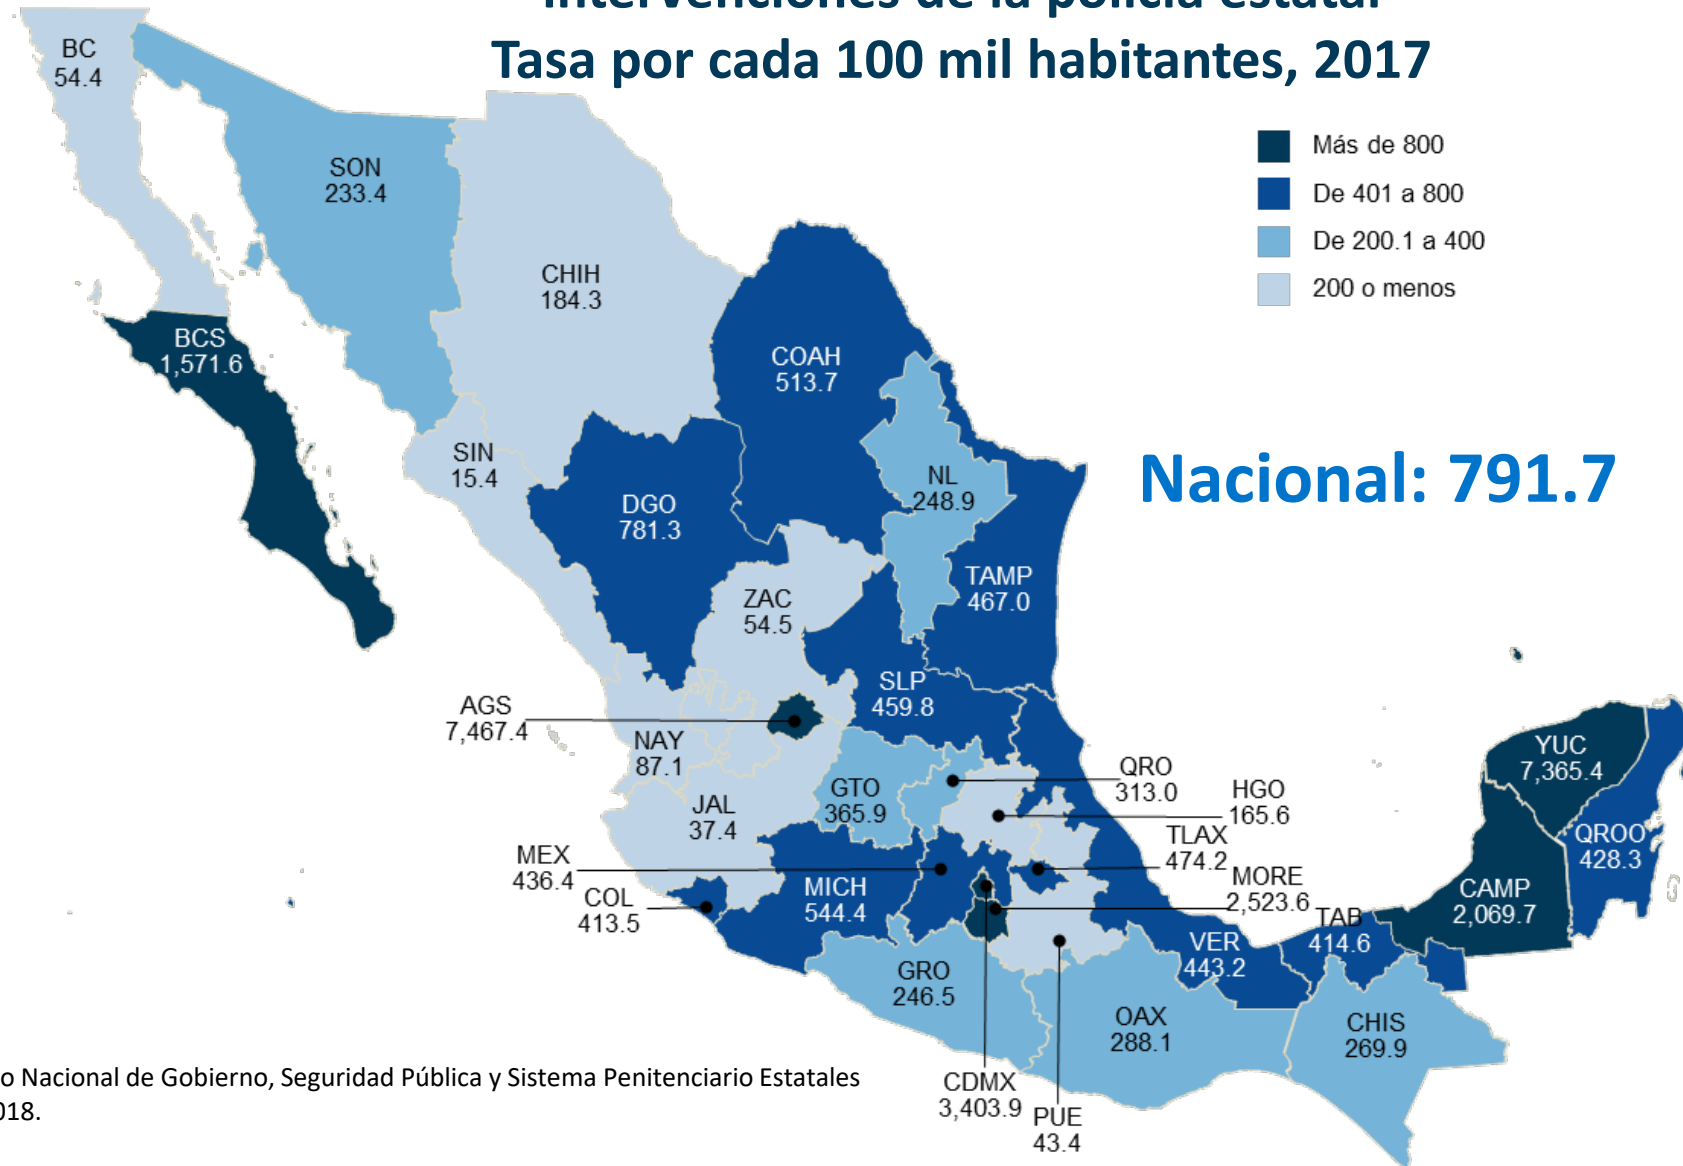 Intervenciones de la policía estatal
Tasa por cada 100 mil habitantes, 2017
BC
54.4
SON
233.4
CHIH
184.3
Más de 800
De 401 a 800
De 200.1 a 400
200 o menos
BCS
1,571.6
COAH
513.7
SIN
15.4
NL
248.9
Nacional: 791.7
DGO
781.3
TAMP
467.0
ZAC
54.5
SLP
459.8
AGS
7,467.4
NAY
87.1
YUC
7,365.4
QRO
313.0
HGO
165.6
GTO
365.9
JAL
37.4
TLAX
474.2
QROO
428.3
MEX
436.4
MICH
544.4
MORE
2,523.6
CAMP
2,069.7
COL
413.5
TAB
414.6
VER
443.2
GRO
246.5
OAX
288.1
CHIS
269.9
o Nacional de Gobierno, Seguridad Pública y Sistema Penitenciario Estatales
018.
CDMX
3,403.9
PUE
43.4